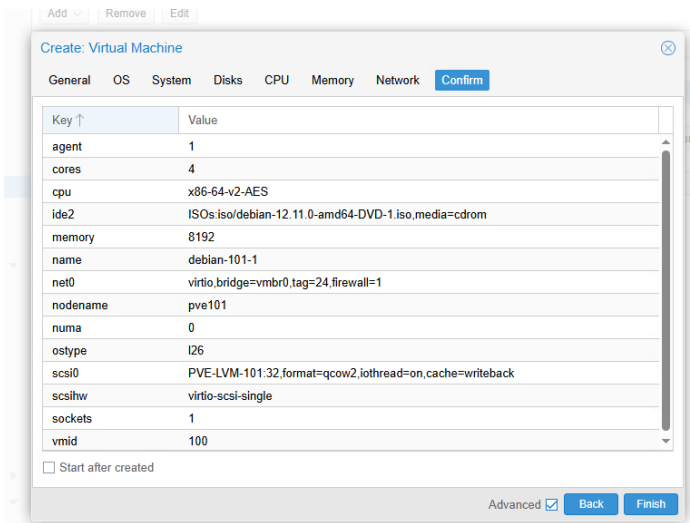 Add Remove Edit
Create: Virtual Machine
General OS System Disks CPU Memory Network Confirm
Key Value
agent 1
cores 4
cpu x86-64-v2-AES
ide2 ISOs:iso/debian-12.11.0-amd64-DVD-1.iso,media=cdrom
memory 8192
name debian-101-1
net0 virtio,bridge=vmbr0,tag=24,firewall=1
nodename pve101
numa 0
ostype l26
scsi0 PVE-LVM-101:32,format=qcow2,iothread=on,cache=writeback
scsihw virtio-scsi-single
sockets 1
vmid 100
Start after created
Advanced Back Finish